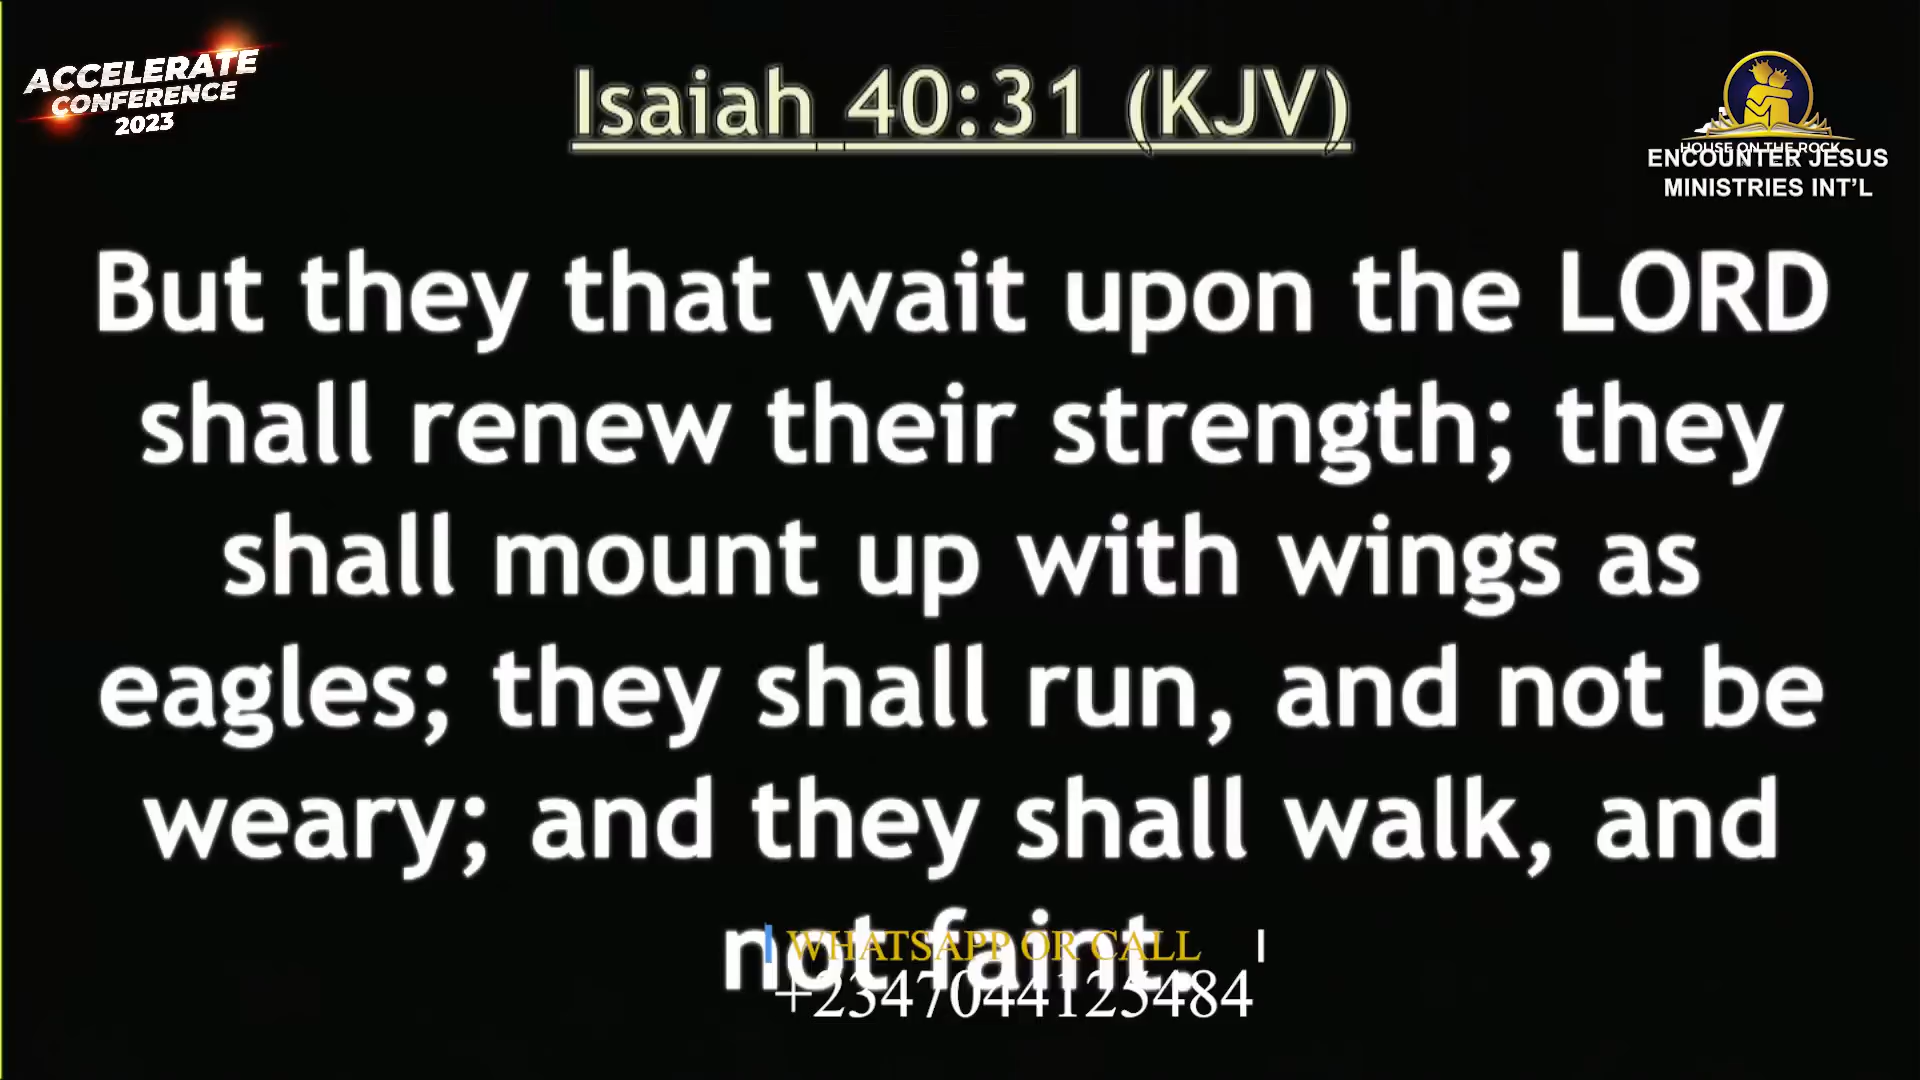 ACCELERATE
CONFERENCE
2023
Isaiah 40:31 (KJV)
HOUSE ON THE ROCK
ENCOUNTER JESUS
MINISTRIES INT'L
But they that wait upon the LORD
shall renew their strength; they
shall mount up with wings as
eagles; they shall run, and not be
weary; and they shall walk, and
not faint.
WHATSAPP OR CALL
+2347044125484